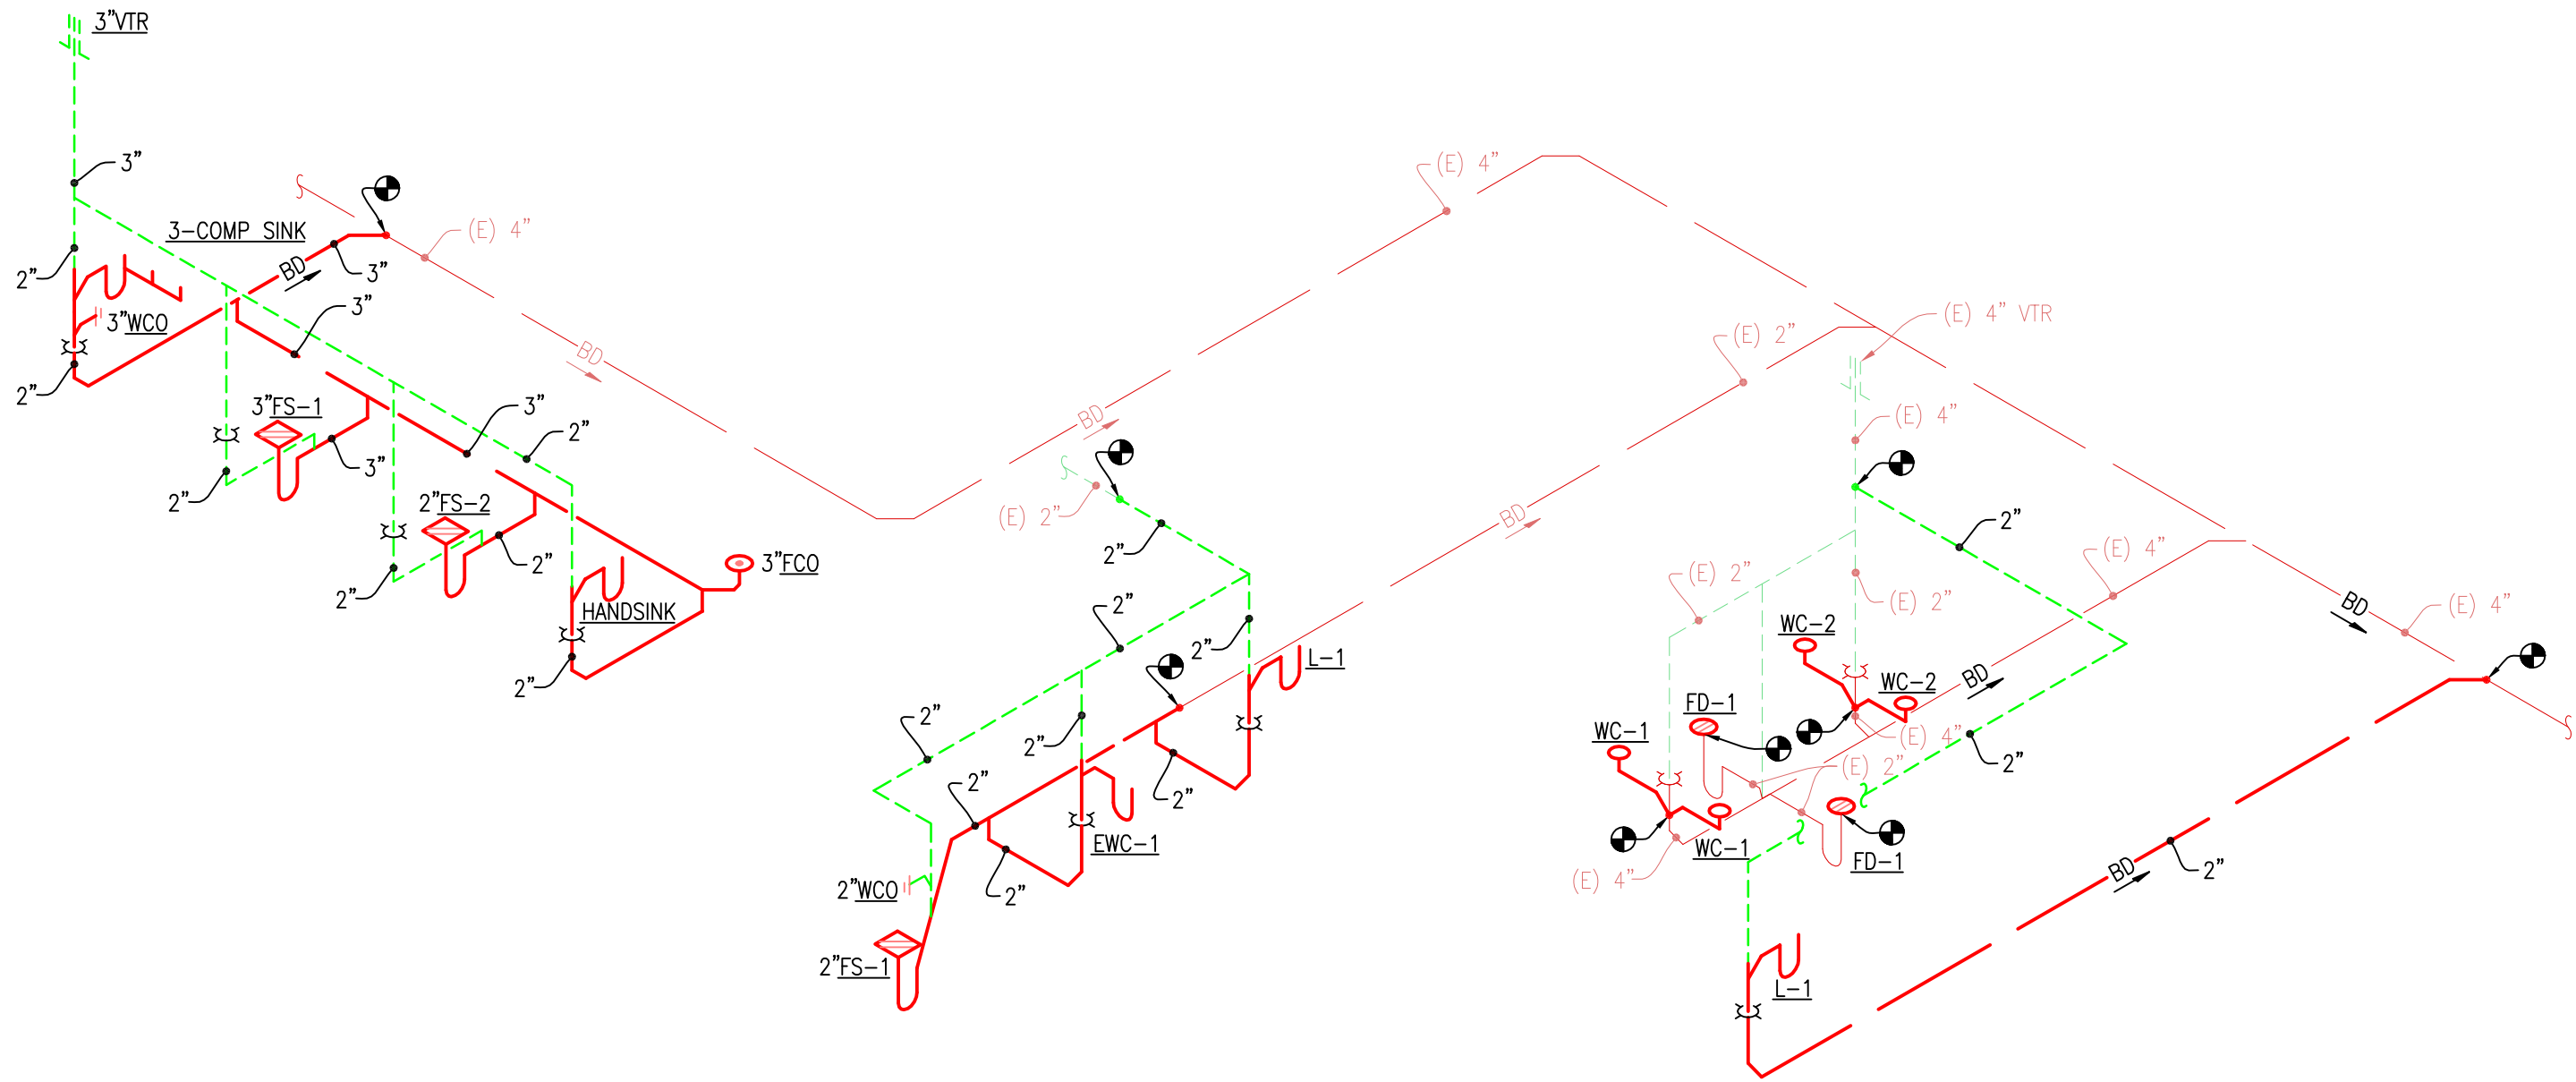 3”VTR
3”
3-COMP SINK
2”
BD
3”
(E) 4”
3”WCO
3”
2”
BD
3”FS-1
3”
3”
2”
2”
2”FS-2
2”
2”
3”FCO
HANDSINK
2”
(E) 4”
BD
(E) 2”
2”
2”
2”
L-1
2”
2”
2”
2”
EWC-1
2”
2”WCO
2”FS-1
BD
(E) 2”
(E) 4” VTR
(E) 4”
2”
(E) 2”
(E) 2”
(E) 4”
WC-2
WC-2
BD
FD-1
WC-1
(E) 4”
(E) 2”
2”
WC-1
FD-1
(E) 4”
BD
(E) 4”
BD
2”
L-1